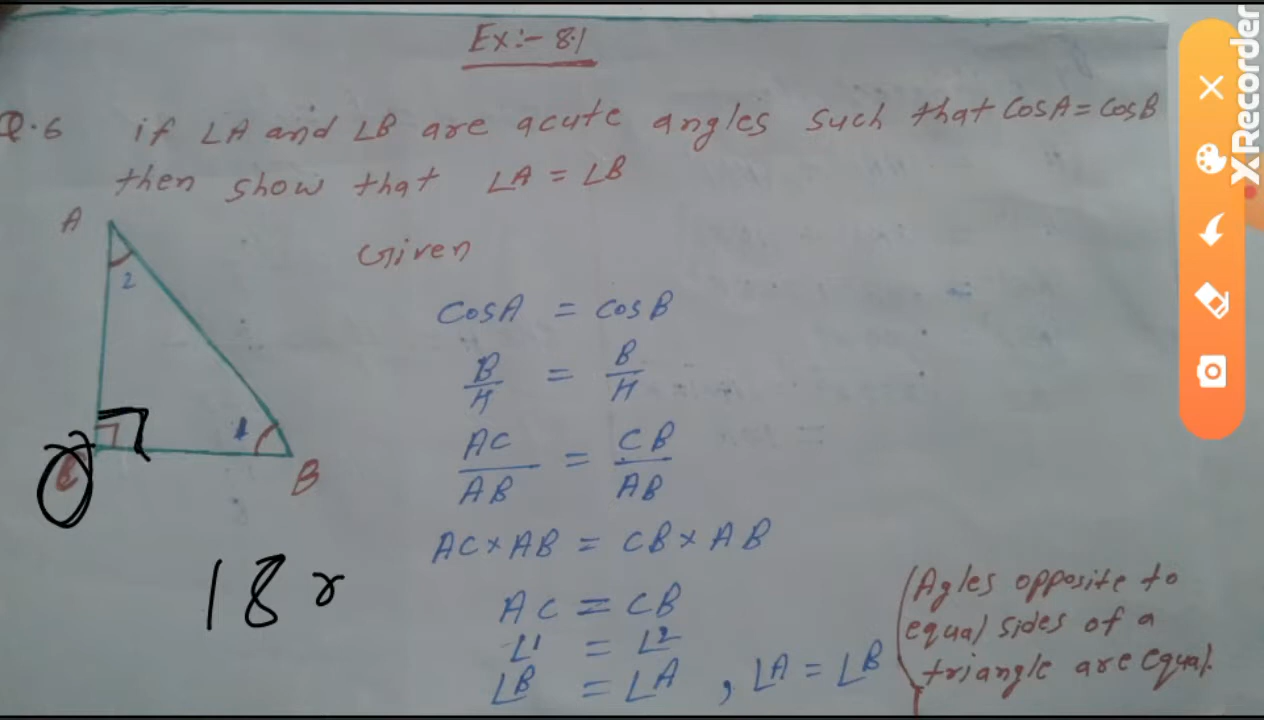 Ex:- 8.1
Q.6 if ∠A and ∠B are acute angles such that CosA = CosB
then show that ∠A = ∠B
A
Given
2
CosA = CosB
B/H = B/H
AC/AB = CB/AB
1
C
B
AC × AB = CB × AB
AC = CB
∠1 = ∠2
∠B = ∠A , ∠A = ∠B
(Agles opposite to
equal sides of a
triangle are equal.
18
XRecorder